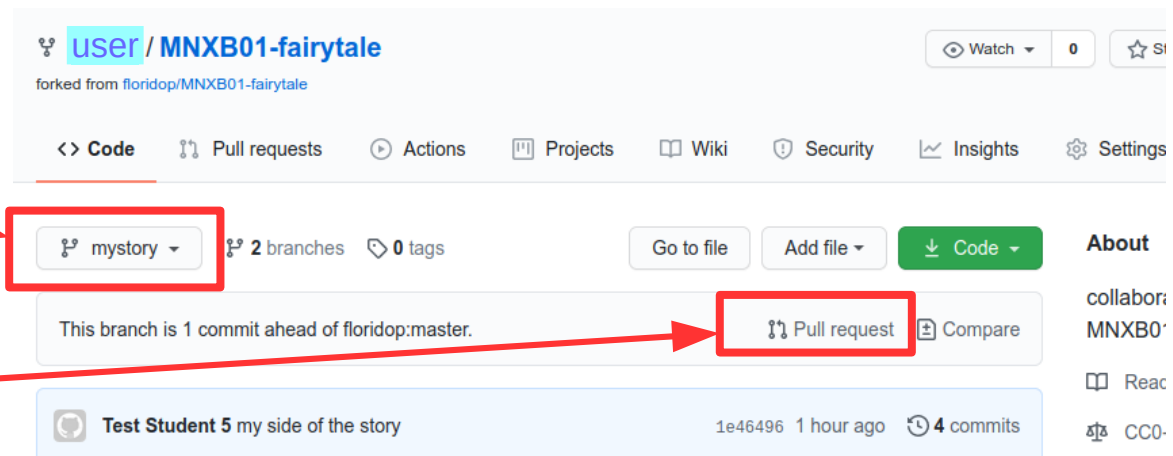 user / MNXB01-fairytale
Watch 0
forked from floridop/MNXB01-fairytale
<> Code Pull requests Actions Projects Wiki Security Insights Settings
mystory 2 branches 0 tags Go to file Add file Code About
This branch is 1 commit ahead of floridop:master. Pull request Compare
Test Student 5 my side of the story 1e46496 1 hour ago 4 commits